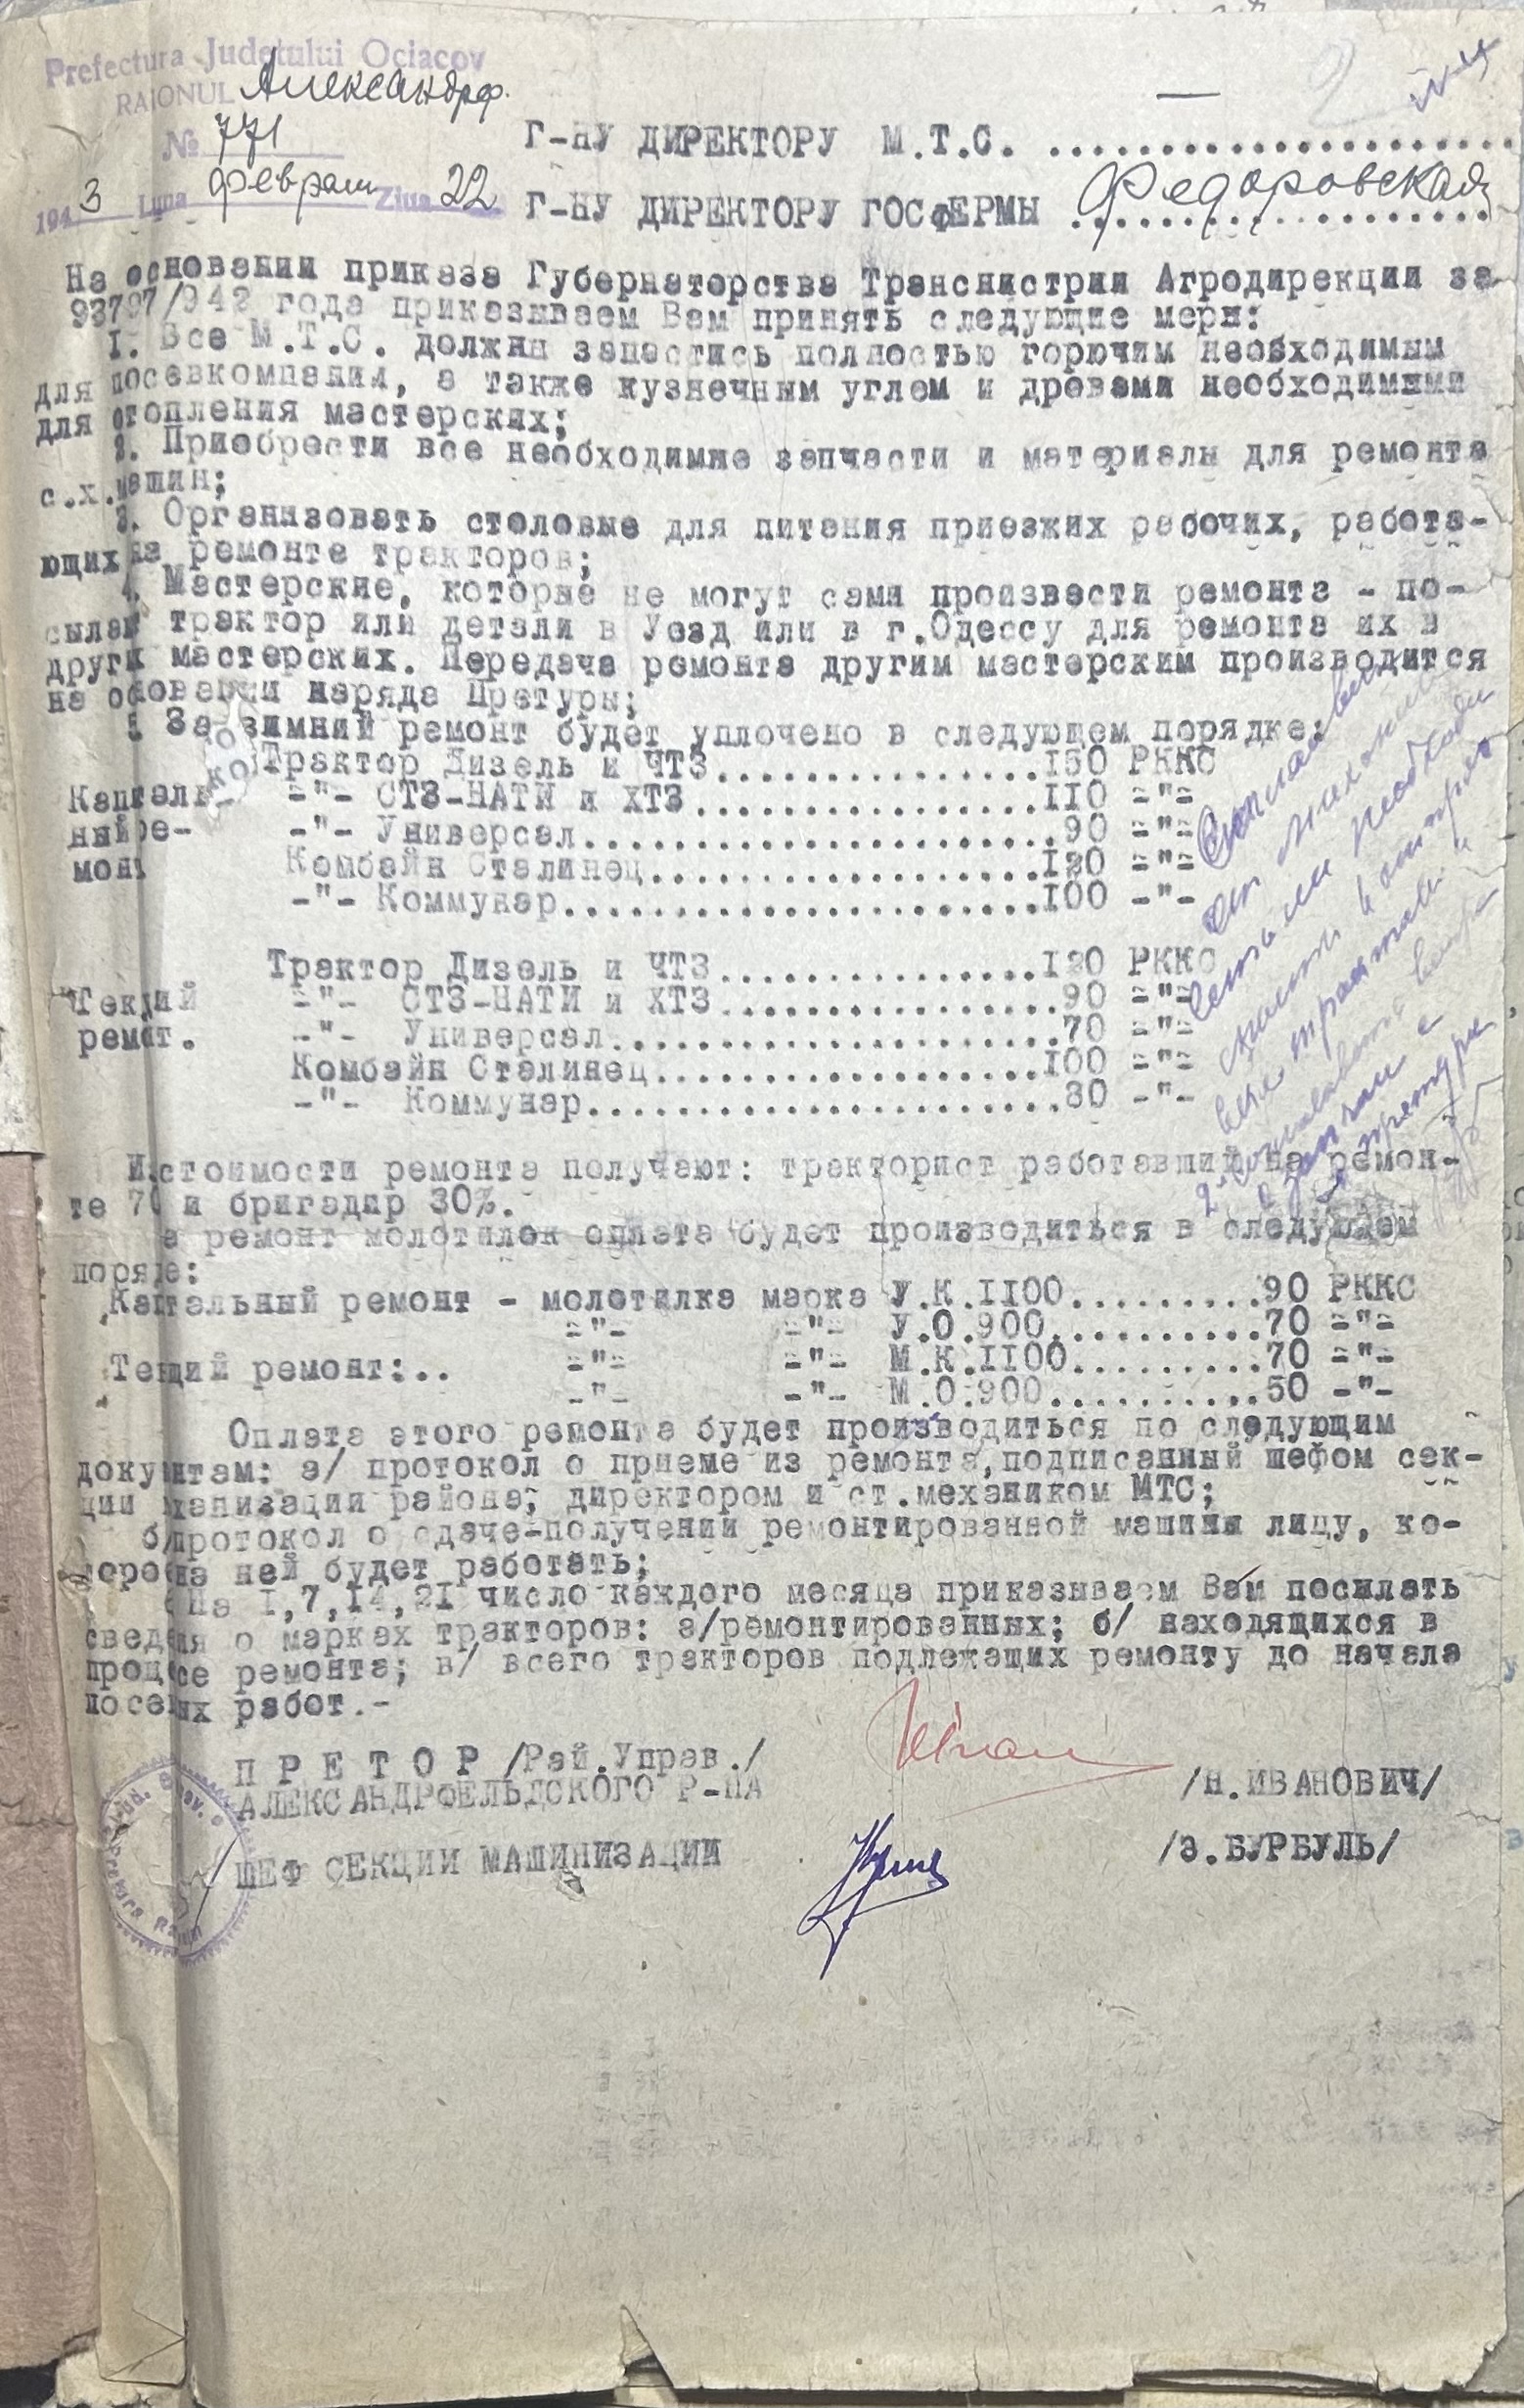 Prefectura Județului Ociacov
RAIONUL Александрф.
№ 771
1943 Luna февраль Ziua 22
Г-НУ ДИРЕКТОРУ М.Т.С. ......................
Г-НУ ДИРЕКТОРУ ГОСФЕРМЫ Федоровская
На основании приказа Губернаторства Транснистрии Агродирекции за
93797/942 года приказываем Вам принять следующие меры:
1. Все М.Т.С. должны запастись полностью горючим необходимым
для посевкомпании, а также кузнечным углем и дровами необходимыми
для отопления мастерских;
2. Приобрести все необходимые запчасти и материалы для ремонта
с.х.машин;
3. Организовать столовые для питания приезжих рабочих, работа-
ющих на ремонте тракторов;
4. Мастерские, которые не могут сами произвести ремонта - по-
сылают трактор или детали в Уезд или в г.Одессу для ремонта их в
других мастерских. Передача ремонта другим мастерским производится
на основании наряда Претуры;
5. За зимний ремонт будет уплочено в следующем порядке:
Трактор Дизель и ЧТЗ...............150 РККС
Капталь- -"- СТЗ-НАТИ и ХТЗ................110 -"-
ный ре- -"- Универсал......................90 -"-
монт Комбайн Сталинец..................120 -"-
-"- Коммунар......................100 -"-
Трактор Дизель и ЧТЗ...............120 РККС
Текщий -"- СТЗ-НАТИ и ХТЗ...............90 -"-
ремот. -"- Универсал....................70 -"-
Комбайн Сталинец..................100 -"-
-"- Коммунар......................80 -"-
Из стоимости ремонта получают: тракторист работавший на ремон-
те 70 и бригадир 30%.
За ремонт молотилок оплата будет производиться в следующем
поряде:
Каптальный ремонт - молотилка марка У.К.1100.........90 РККС
-"- -"- У.О.900..........70 -"-
Тещий ремонт:.. -"- -"- М.К.1100.........70 -"-
-"- -"- М.О.900..........50 -"-
Оплата этого ремонта будет производиться по следующим
докунтам: а/ протокол о приеме из ремонта,подписанный шефом сек-
ции ханизации района; директором и ст.механиком МТС;
б/протокол о сдаче-получении ремонтированной машины лицу, ко-
торое на ней будет работать;
На 1,7,14,21 число каждого месяца приказываем Вам посылать
сведения о марках тракторов: а/ремонтированных; б/ находящихся в
процессе ремонта; в/ всего тракторов подлежащих ремонту до начала
посевных работ.-
П Р Е Т О Р /Рай.Управ./
АЛЕКСАНДРФЕЛЬДСКОГО Р-НА /Н.ИВАНОВИЧ/
ШЕФ СЕКЦИИ МАШИНИЗАЦИИ /Э.БУРБУЛЬ/